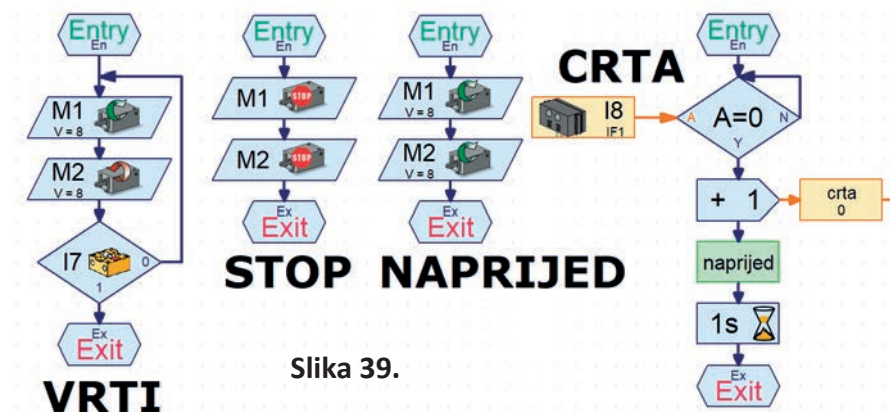 Entry
En
M1
V = 8
M2
V = 8
I7
0
1
Ex
Exit
VRTI
Entry
En
M1
STOP
M2
STOP
Ex
Exit
STOP
Entry
En
M1
V = 8
M2
V = 8
Ex
Exit
NAPRIJED
CRTA
Entry
En
I8
IF1
A
A=0
N
Y
+ 1
crta
0
naprijed
1s
Ex
Exit
Slika 39.